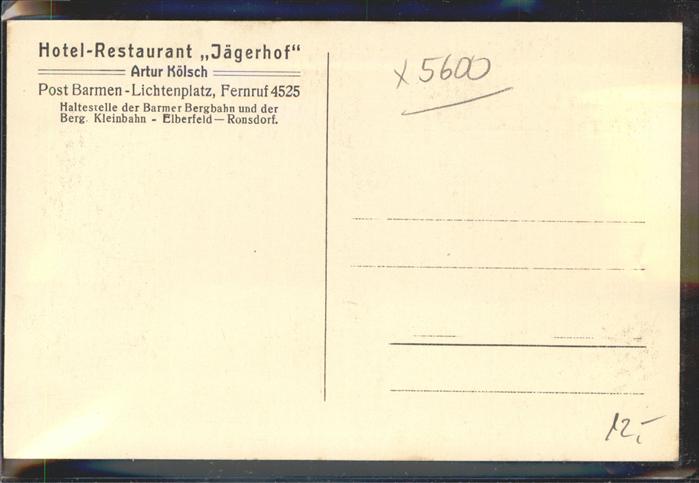 Hotel-Restaurant „Jägerhof“
Artur Kölsch
Post Barmen-Lichtenplatz, Fernruf 4525
Haltestelle der Barmer Bergbahn und der
Berg. Kleinbahn - Elberfeld—Ronsdorf.
x 5600
12,-